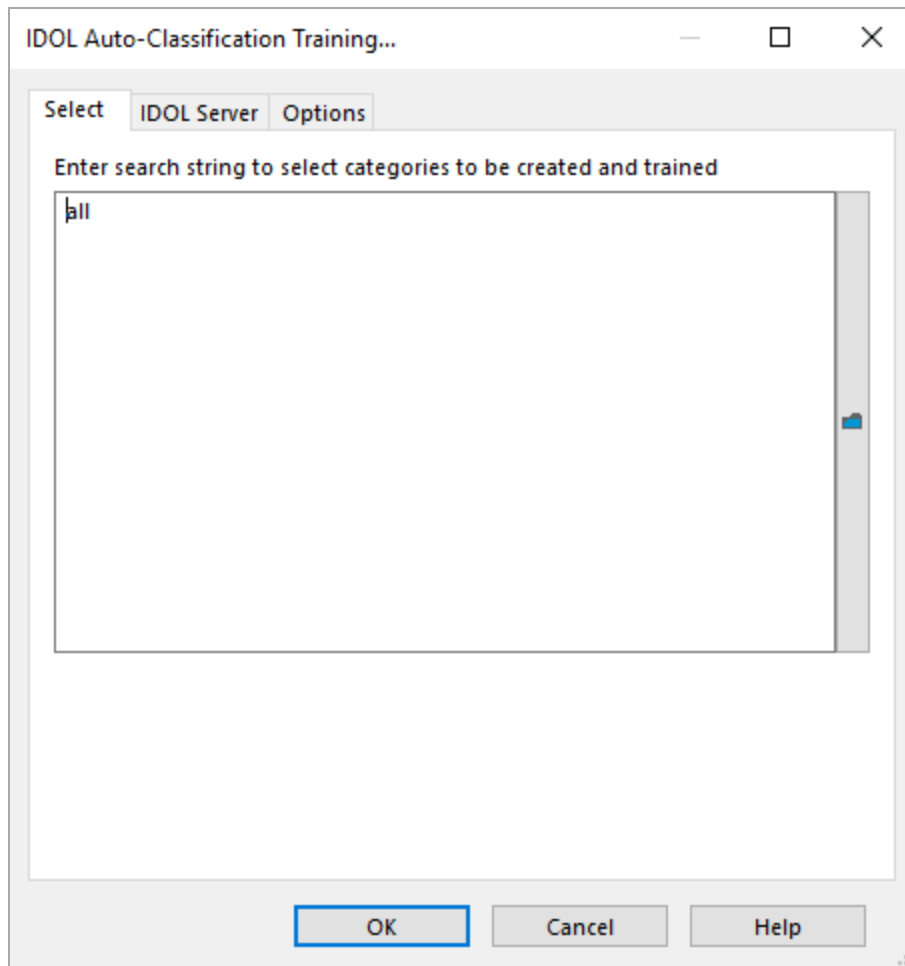 IDOL Auto-Classification Training...
Select IDOL Server Options
Enter search string to select categories to be created and trained
all
OK Cancel Help